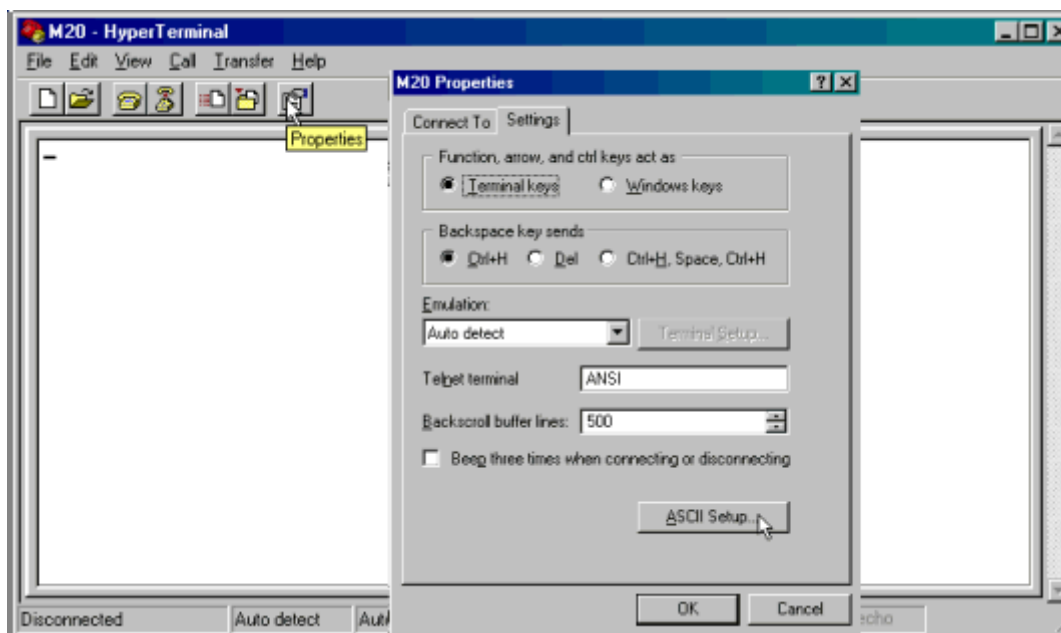 M20 - HyperTerminal
File Edit View Call Transfer Help
Properties
M20 Properties
Connect To Settings
Function, arrow, and ctrl keys act as
Terminal keys Windows keys
Backspace key sends
Ctrl+H Del Ctrl+H, Space, Ctrl+H
Emulation:
Auto detect Terminal Setup...
Telnet terminal ANSI
Backscroll buffer lines: 500
Beep three times when connecting or disconnecting
ASCII Setup...
OK Cancel
Disconnected Auto detect Aut echo